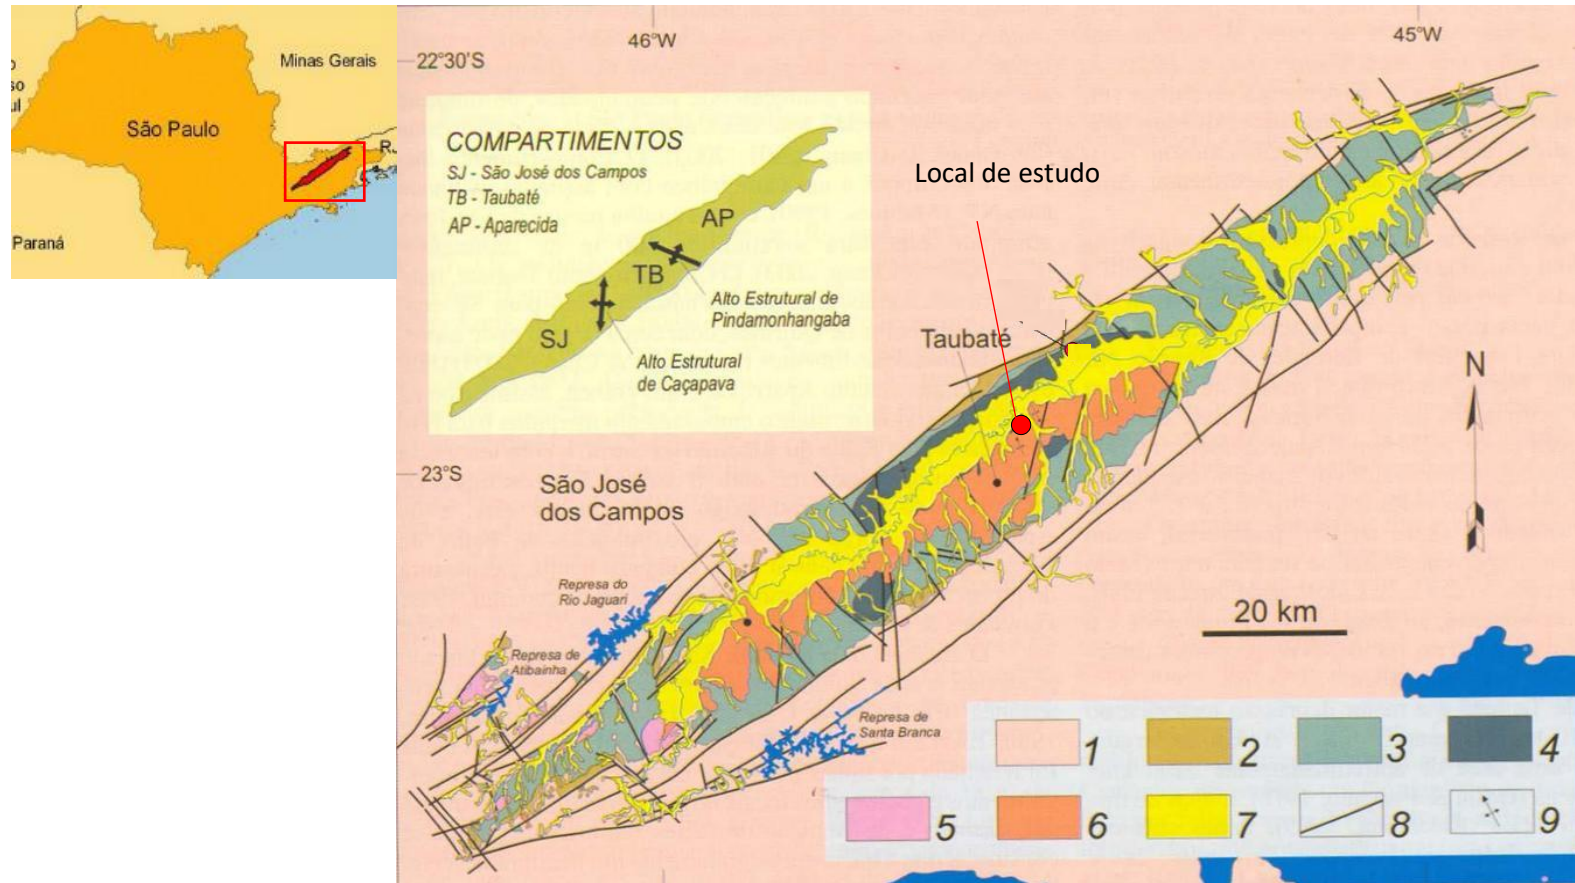 Minas Gerais
São Paulo
Paraná
46°W
45°W
22°30'S
23°S
COMPARTIMENTOS
SJ - São José dos Campos
TB - Taubaté
AP - Aparecida
AP
TB
SJ
Alto Estrutural de
Pindamonhangaba
Alto Estrutural
de Caçapava
Local de estudo
Taubaté
N
São José
dos Campos
20 km
Represa do
Rio Jaguari
Represa de
Atibainha
Represa de
Santa Branca
1
2
3
4
5
6
7
8
9